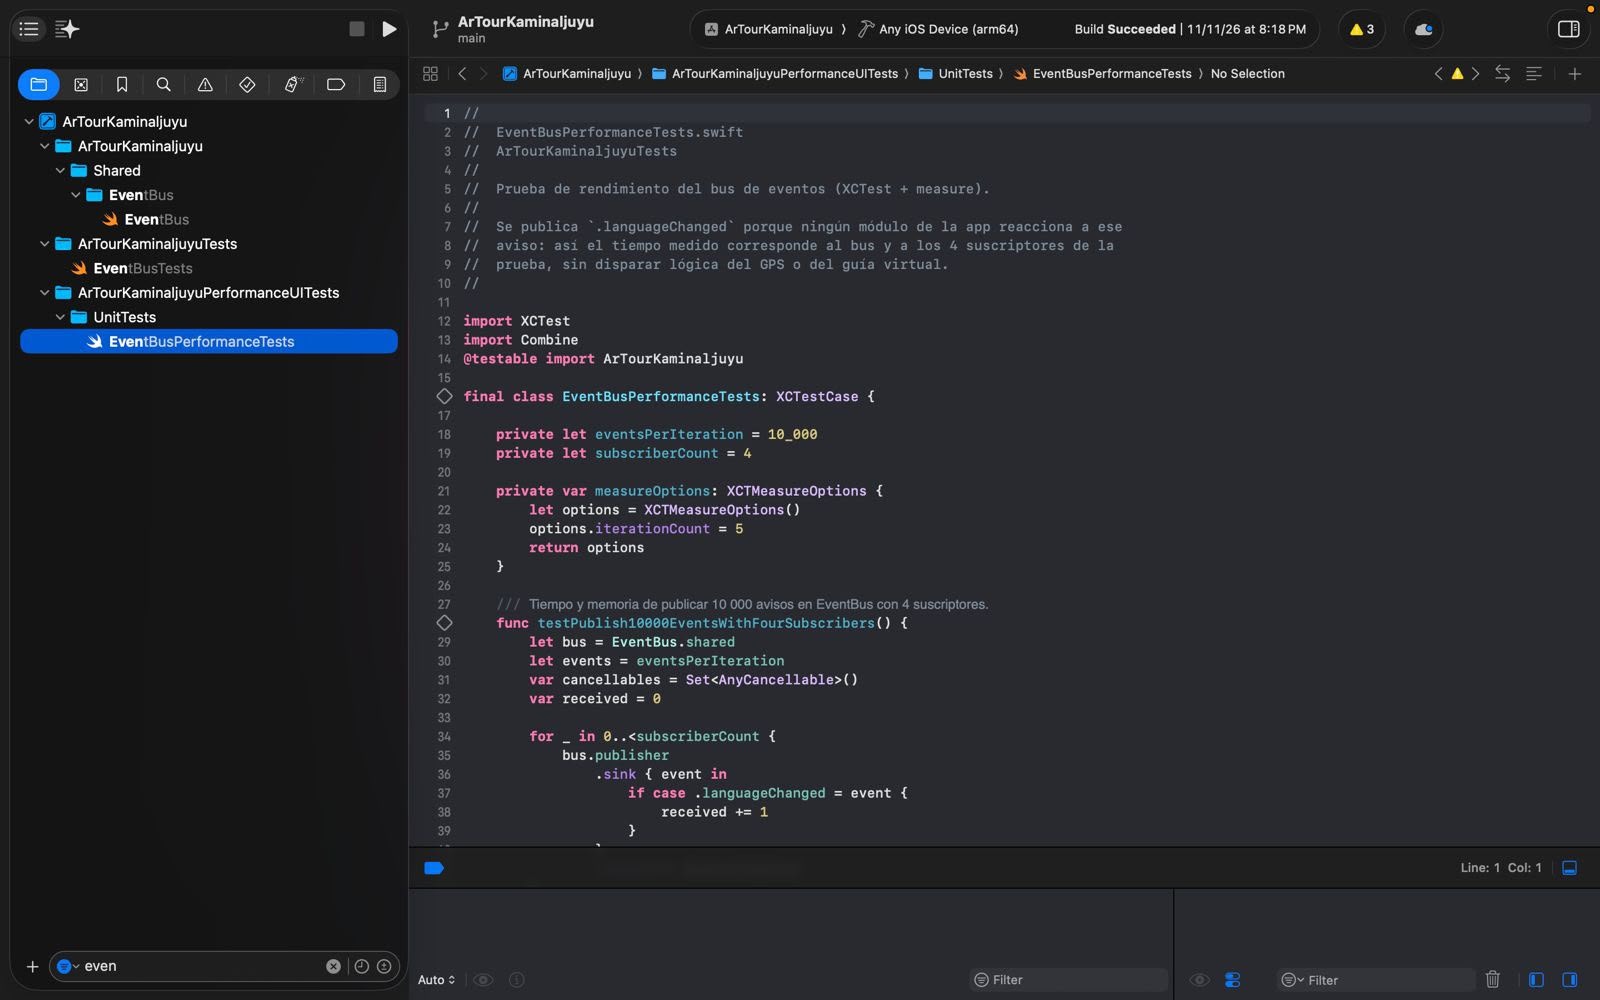 ArTourKaminaljuyu
main
ArTourKaminaljuyu 〉 Any iOS Device (arm64)
Build Succeeded | 11/11/26 at 8:18 PM
3
ArTourKaminaljuyu 〉 ArTourKaminaljuyuPerformanceUITests 〉 UnitTests 〉 EventBusPerformanceTests 〉 No Selection
ArTourKaminaljuyu
ArTourKaminaljuyu
Shared
EventBus
EventBus
ArTourKaminaljuyuTests
EventBusTests
ArTourKaminaljuyuPerformanceUITests
UnitTests
EventBusPerformanceTests
even
1 //
2 //  EventBusPerformanceTests.swift
3 //  ArTourKaminaljuyuTests
4 //
5 //  Prueba de rendimiento del bus de eventos (XCTest + measure).
6 //
7 //  Se publica `.languageChanged` porque ningún módulo de la app reacciona a ese
8 //  aviso: así el tiempo medido corresponde al bus y a los 4 suscriptores de la
9 //  prueba, sin disparar lógica del GPS o del guía virtual.
10 //
11
12 import XCTest
13 import Combine
14 @testable import ArTourKaminaljuyu
15
final class EventBusPerformanceTests: XCTestCase {
17
18     private let eventsPerIteration = 10_000
19     private let subscriberCount = 4
20
21     private var measureOptions: XCTMeasureOptions {
22         let options = XCTMeasureOptions()
23         options.iterationCount = 5
24         return options
25     }
26
27     /// Tiempo y memoria de publicar 10 000 avisos en EventBus con 4 suscriptores.
func testPublish10000EventsWithFourSubscribers() {
29         let bus = EventBus.shared
30         let events = eventsPerIteration
31         var cancellables = Set<AnyCancellable>()
32         var received = 0
33
34         for _ in 0..<subscriberCount {
35             bus.publisher
36                 .sink { event in
37                     if case .languageChanged = event {
38                         received += 1
39                     }
Line: 1  Col: 1
Auto
Filter
Filter